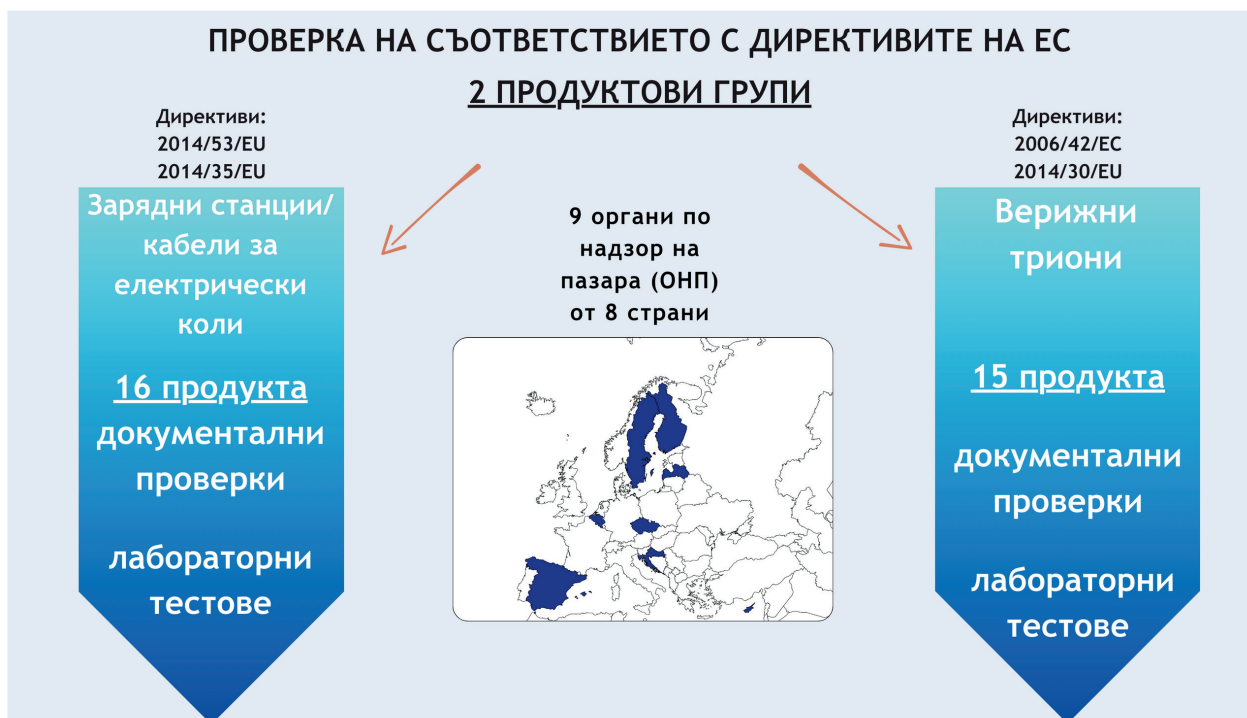 ПРОВЕРКА НА СЪОТВЕТСТВИЕТО С ДИРЕКТИВИТЕ НА ЕС
2 ПРОДУКТОВИ ГРУПИ
Директиви:
2014/53/EU
2014/35/EU
Зарядни станции/
кабели за
електрически
коли
16 продукта
документални
проверки
лабораторни
тестове
9 органи по
надзор на
пазара (ОНП)
от 8 страни
Директиви:
2006/42/EC
2014/30/EU
Верижни
триони
15 продукта
документални
проверки
лабораторни
тестове